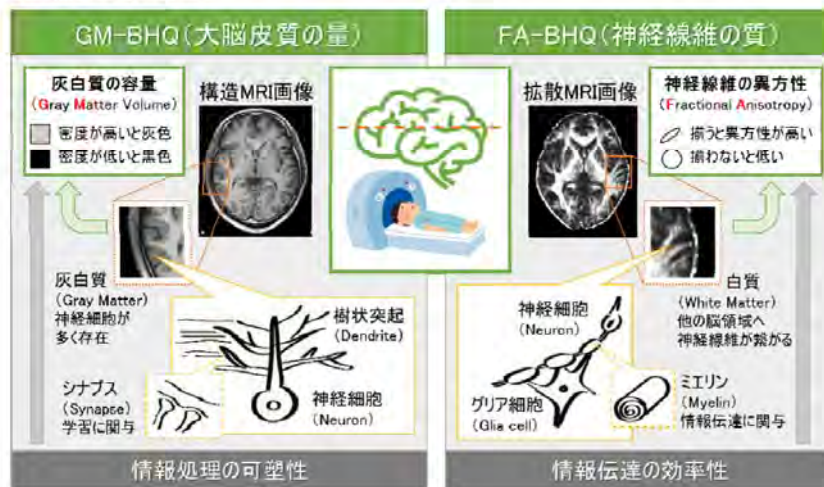 GM-BHQ(大脳皮質の量)
灰白質の容量
(Gray Matter Volume)
密度が高いと灰色
密度が低いと黒色
構造MRI画像
灰白質
(Gray Matter)
神経細胞が
多く存在
樹状突起
(Dendrite)
神経細胞
(Neuron)
シナプス
(Synapse)
学習に関与
情報処理の可塑性
FA-BHQ(神経線維の質)
拡散MRI画像
神経線維の異方性
(Fractional Anisotropy)
揃うと異方性が高い
揃わないと低い
白質
(White Matter)
他の脳領域へ
神経線維が繋がる
神経細胞
(Neuron)
グリア細胞
(Glia cell)
ミエリン
(Myelin)
情報伝達に関与
情報伝達の効率性